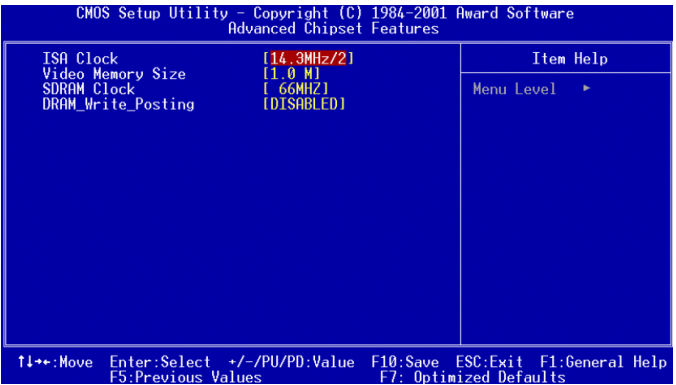 CMOS Setup Utility – Copyright (C) 1984-2001 Award Software
Advanced Chipset Features
ISA Clock [14.3MHz/2]
Video Memory Size [1.0 M]
SDRAM Clock [ 66MHZ]
DRAM_Write_Posting [DISABLED]
Item Help
Menu Level ►
↑↓→←:Move Enter:Select +/-/PU/PD:Value F10:Save ESC:Exit F1:General Help
F5:Previous Values F7: Optimized Defaults